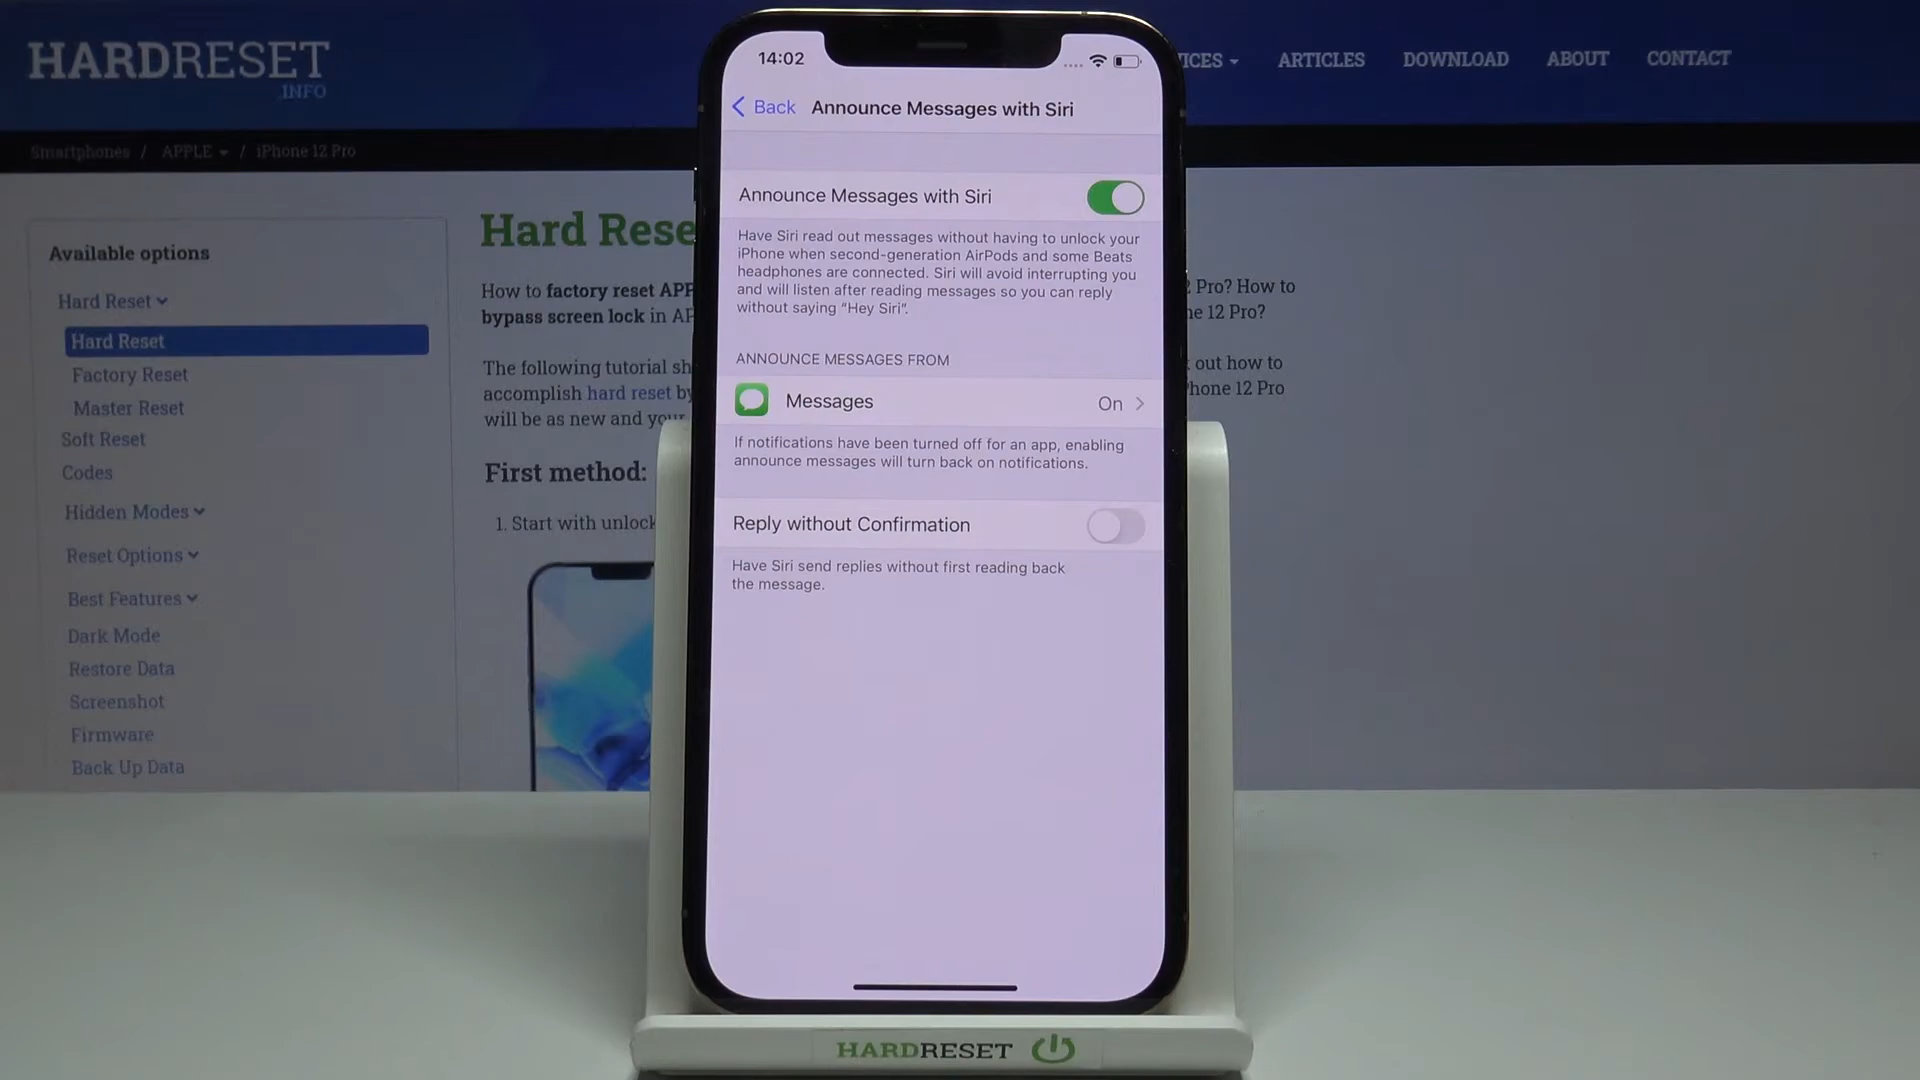 HARDRESET
.INFO
ICES ARTICLES DOWNLOAD ABOUT CONTACT
Smartphones / APPLE / iPhone 12 Pro
Available options
Hard Reset
Hard Reset
Factory Reset
Master Reset
Soft Reset
Codes
Hidden Modes
Reset Options
Best Features
Dark Mode
Restore Data
Screenshot
Firmware
Back Up Data
Hard Rese
How to factory reset APP
bypass screen lock in AP
The following tutorial sh
accomplish hard reset by
will be as new and your
First method:
1. Start with unlock
14:02
Back Announce Messages with Siri
Announce Messages with Siri
Have Siri read out messages without having to unlock your
iPhone when second-generation AirPods and some Beats
headphones are connected. Siri will avoid interrupting you
and will listen after reading messages so you can reply
without saying “Hey Siri”.
ANNOUNCE MESSAGES FROM
Messages On
If notifications have been turned off for an app, enabling
announce messages will turn back on notifications.
Reply without Confirmation
Have Siri send replies without first reading back
the message.
Pro? How to
ne 12 Pro?
out how to
Phone 12 Pro
HARDRESET